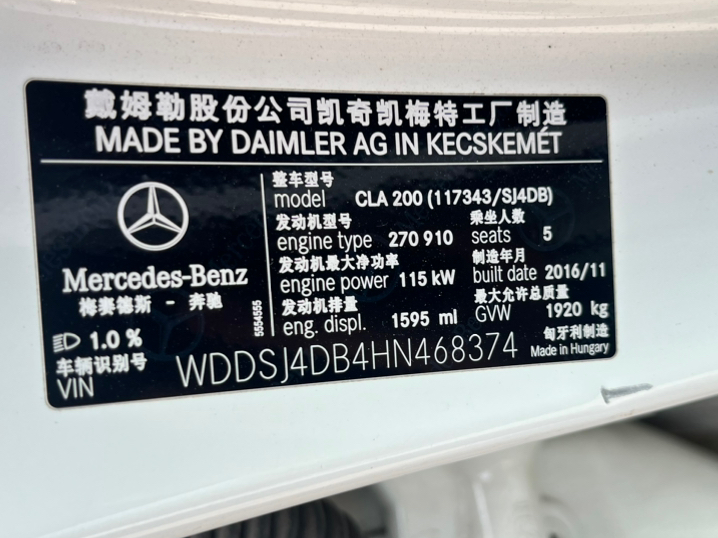 戴姆勒股份公司凯奇凯梅特工厂制造
MADE BY DAIMLER AG IN KECSKEMÉT
Mercedes-Benz
梅赛德斯 - 奔驰
整车型号
model CLA 200 (117343/SJ4DB)
发动机型号 乘坐人数
engine type 270 910 seats 5
发动机最大净功率 制造年月
engine power 115 kW built date 2016/11
发动机排量 最大允许总质量
eng. displ. 1595 ml GVW 1920 kg
5554555
1.0 %
车辆识别号
VIN WDDSJ4DB4HN468374
匈牙利制造
Made in Hungary